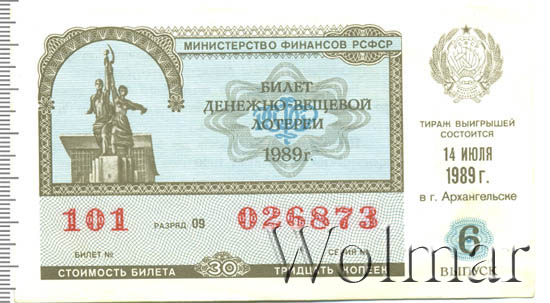 МИНИСТЕРСТВО ФИНАНСОВ РСФСР
БИЛЕТ
ДЕНЕЖНО-ВЕЩЕВОЙ
ЛОТЕРЕИ
1989 г.
ТИРАЖ ВЫИГРЫШЕЙ
СОСТОИТСЯ
14 ИЮЛЯ
1989 г.
в г. Архангельске
101 РАЗРЯД 09 026873
БИЛЕТ № СЕРИЯ №
СТОИМОСТЬ БИЛЕТА 30 ТРИДЦАТЬ КОПЕЕК
6
ВЫПУСК
Wolmar